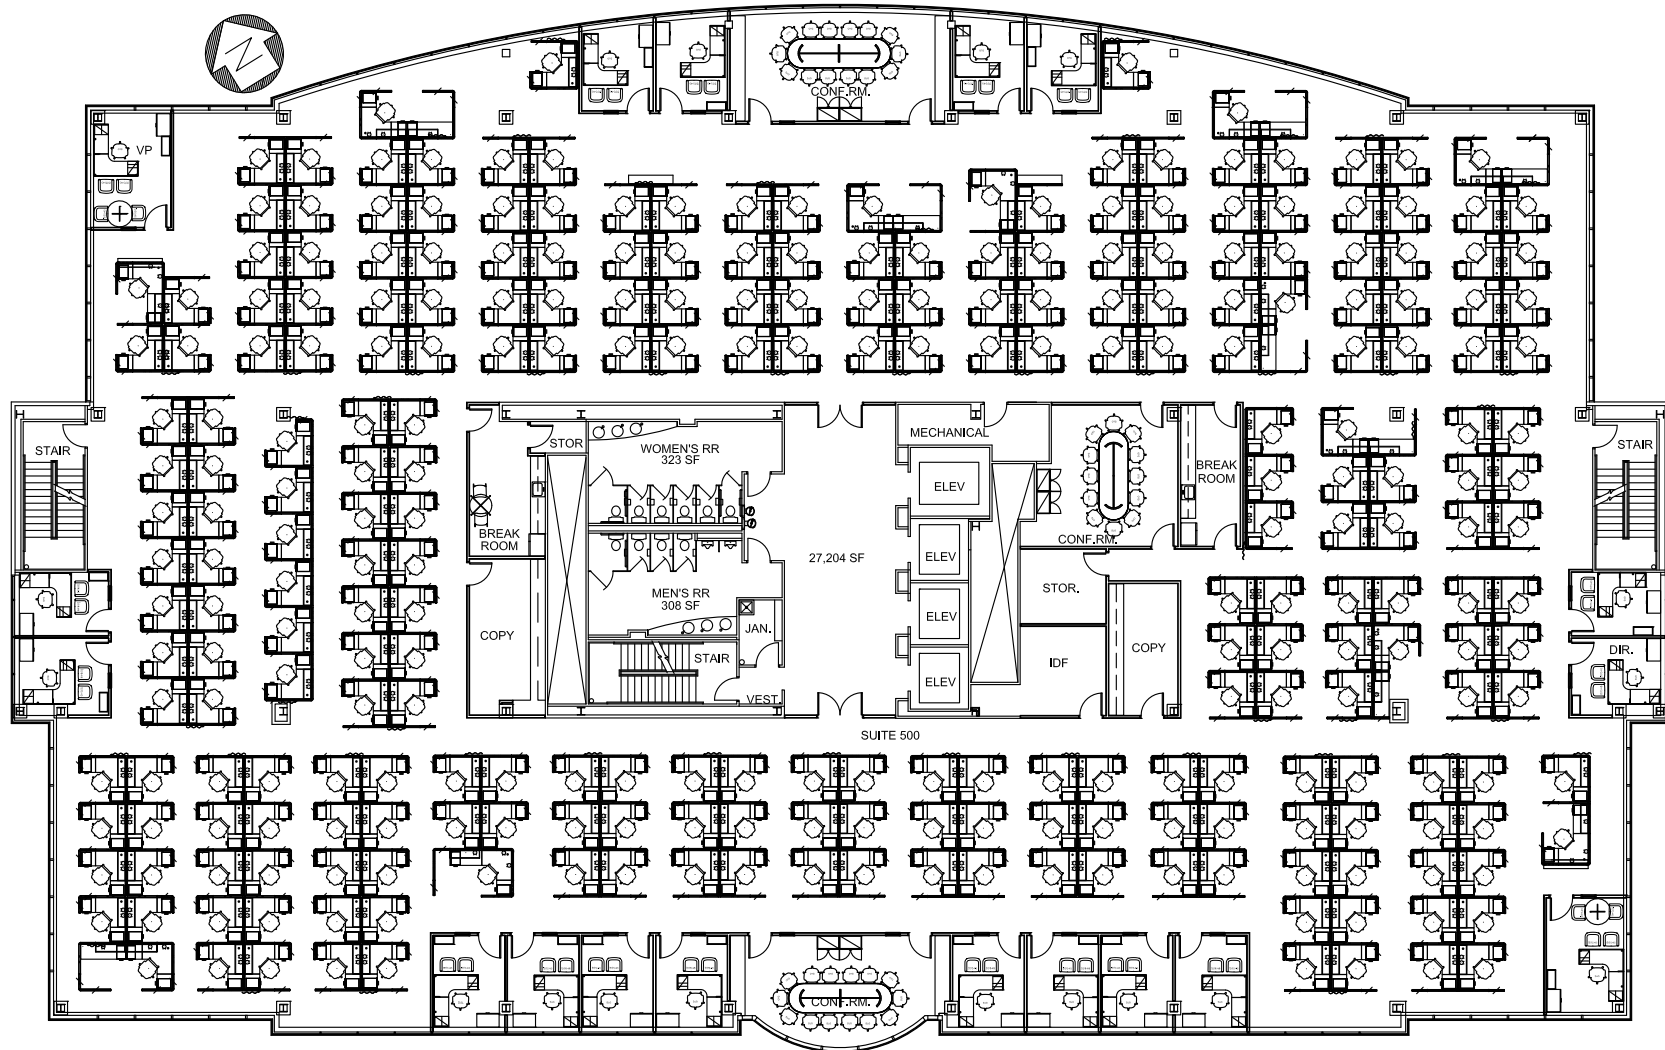 N
CONF.RM.
VP
STAIR
STOR
WOMEN'S RR
323 SF
MECHANICAL
ELEV
BREAK
ROOM
STAIR
BREAK
ROOM
CONF.RM.
27,204 SF
ELEV
MEN'S RR
308 SF
STOR.
ELEV
COPY
JAN.
STAIR
IDF
COPY
DIR.
ELEV
VEST.
SUITE 500
CONF.RM.